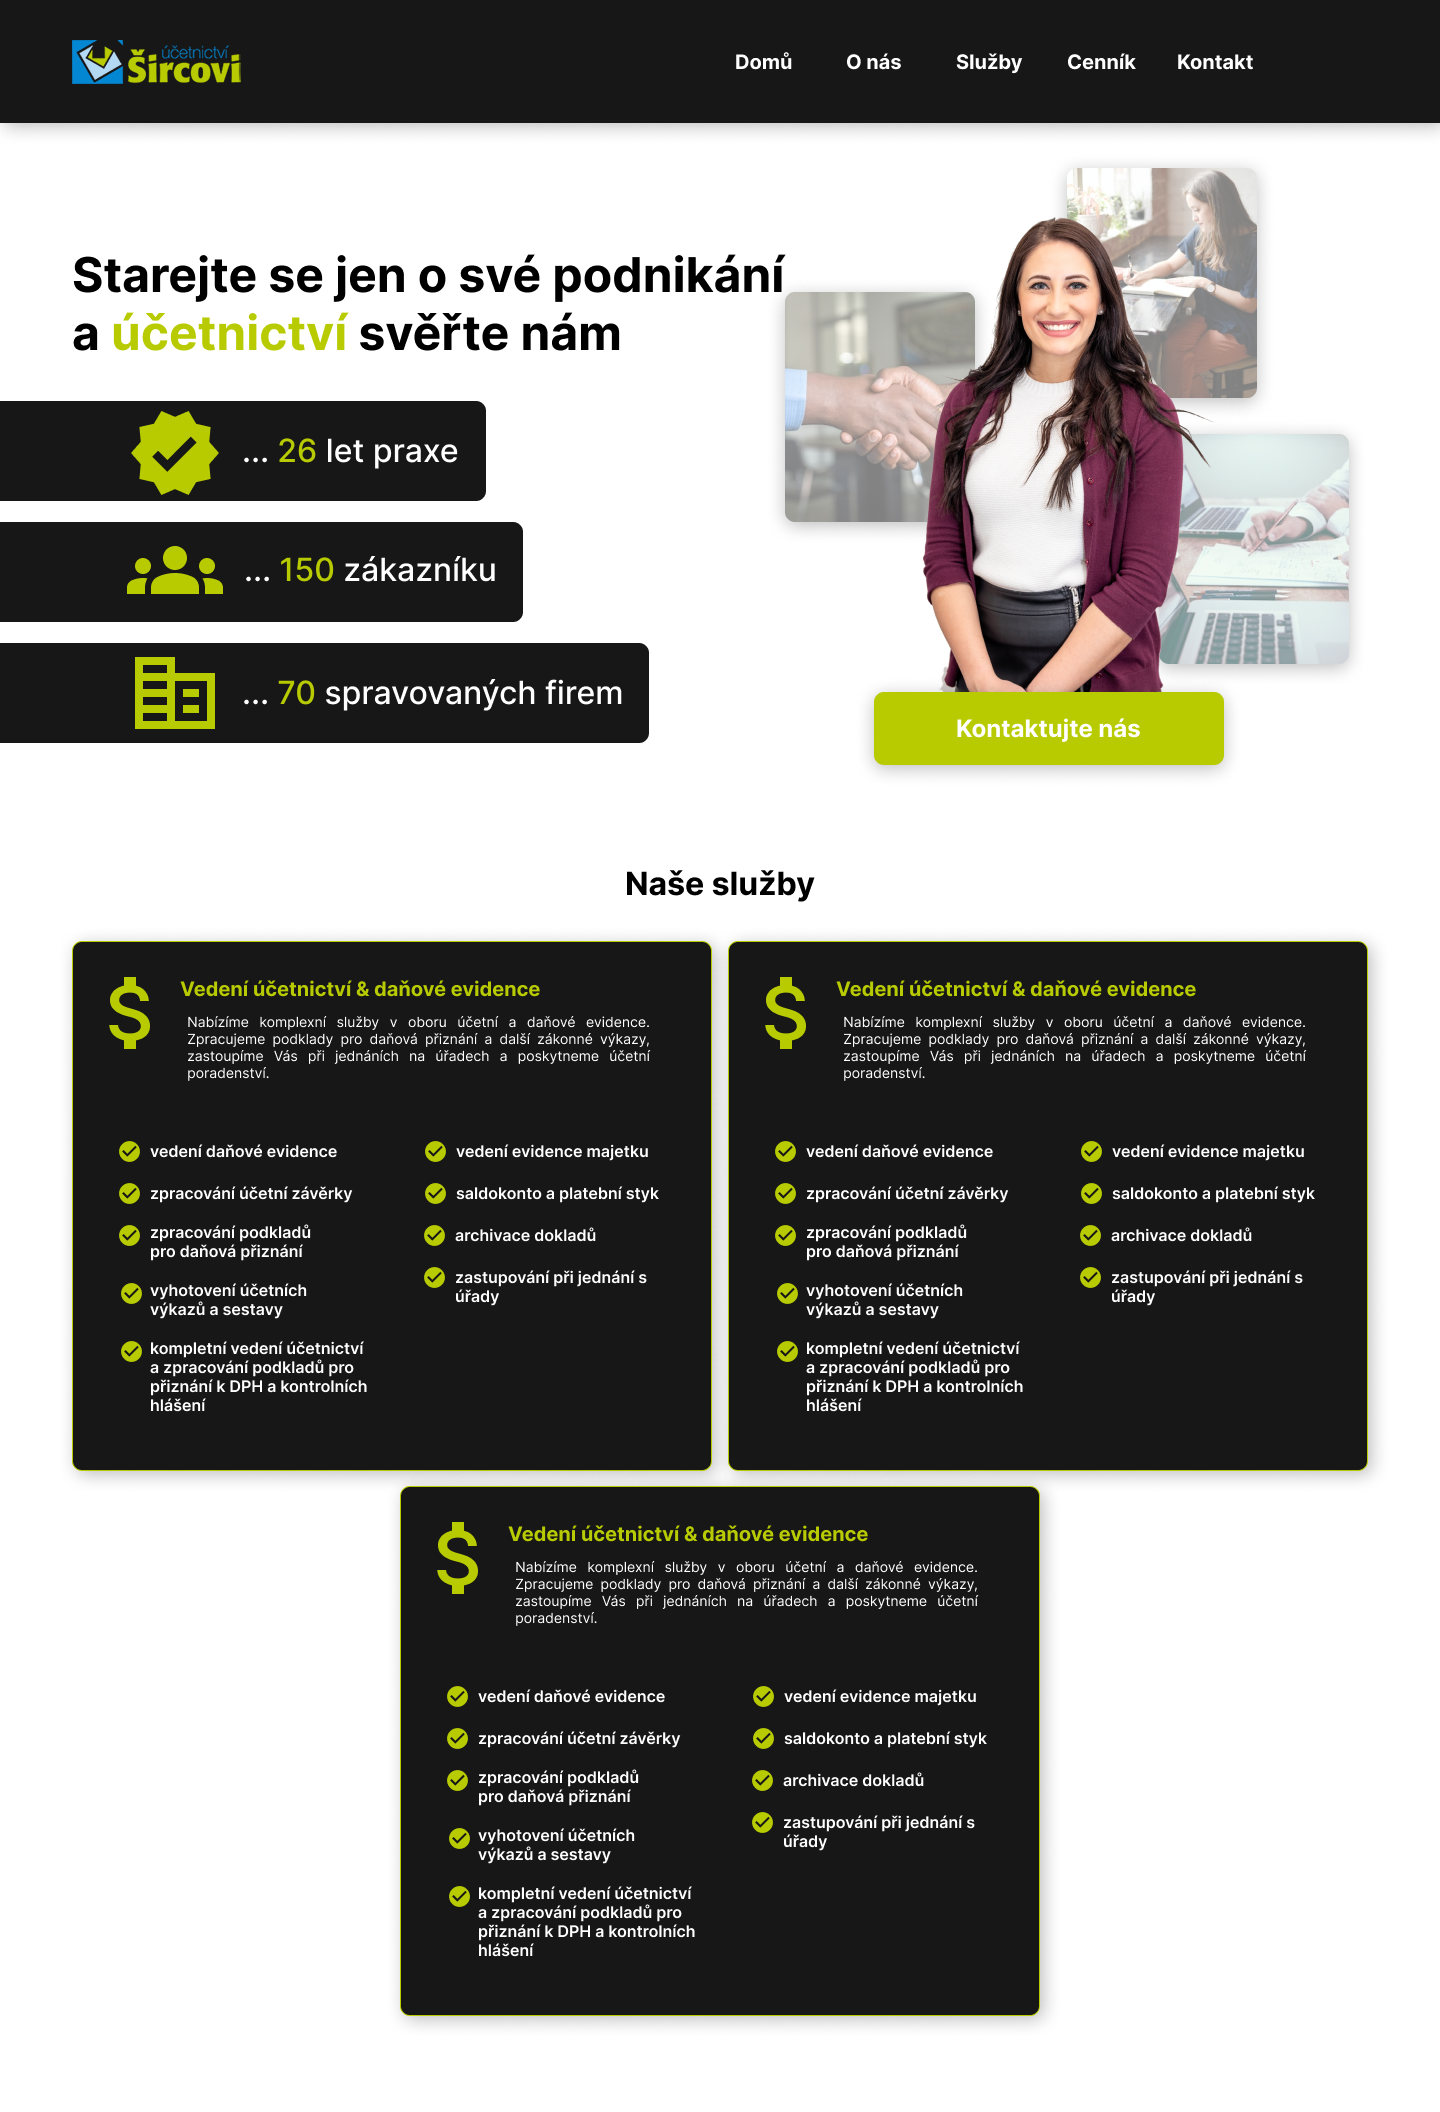 účetnictví
Šircovi
Domů O nás Služby Cenník Kontakt
Starejte se jen o své podnikání
a účetnictví svěřte nám
... 26 let praxe
... 150 zákazníku
... 70 spravovaných firem
Kontaktujte nás
Naše služby
Vedení účetnictví & daňové evidence
Nabízíme komplexní služby v oboru účetní a daňové evidence.
Zpracujeme podklady pro daňová přiznání a další zákonné výkazy,
zastoupíme Vás při jednáních na úřadech a poskytneme účetní
poradenství.
vedení daňové evidence
zpracování účetní závěrky
zpracování podkladů
pro daňová přiznání
vyhotovení účetních
výkazů a sestavy
kompletní vedení účetnictví
a zpracování podkladů pro
přiznání k DPH a kontrolních
hlášení
vedení evidence majetku
saldokonto a platební styk
archivace dokladů
zastupování při jednání s
úřady
Vedení účetnictví & daňové evidence
Nabízíme komplexní služby v oboru účetní a daňové evidence.
Zpracujeme podklady pro daňová přiznání a další zákonné výkazy,
zastoupíme Vás při jednáních na úřadech a poskytneme účetní
poradenství.
vedení daňové evidence
zpracování účetní závěrky
zpracování podkladů
pro daňová přiznání
vyhotovení účetních
výkazů a sestavy
kompletní vedení účetnictví
a zpracování podkladů pro
přiznání k DPH a kontrolních
hlášení
vedení evidence majetku
saldokonto a platební styk
archivace dokladů
zastupování při jednání s
úřady
Vedení účetnictví & daňové evidence
Nabízíme komplexní služby v oboru účetní a daňové evidence.
Zpracujeme podklady pro daňová přiznání a další zákonné výkazy,
zastoupíme Vás při jednáních na úřadech a poskytneme účetní
poradenství.
vedení daňové evidence
zpracování účetní závěrky
zpracování podkladů
pro daňová přiznání
vyhotovení účetních
výkazů a sestavy
kompletní vedení účetnictví
a zpracování podkladů pro
přiznání k DPH a kontrolních
hlášení
vedení evidence majetku
saldokonto a platební styk
archivace dokladů
zastupování při jednání s
úřady